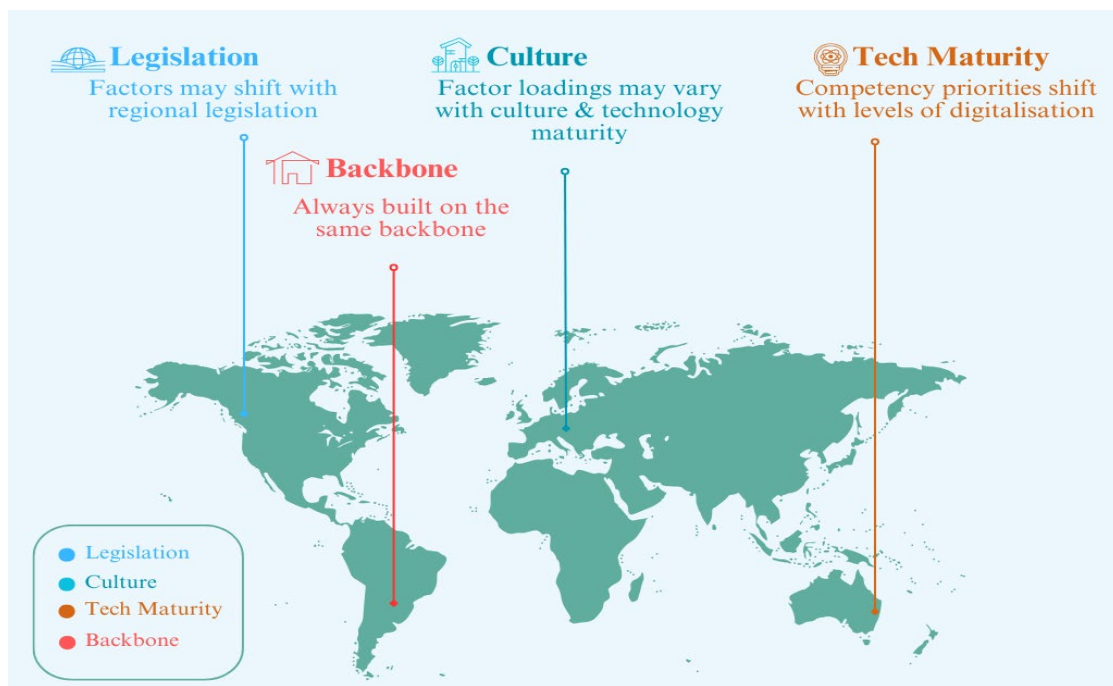 Legislation
Factors may shift with
regional legislation
Culture
Factor loadings may vary
with culture & technology
maturity
Tech Maturity
Competency priorities shift
with levels of digitalisation
Backbone
Always built on the
same backbone
Legislation
Culture
Tech Maturity
Backbone